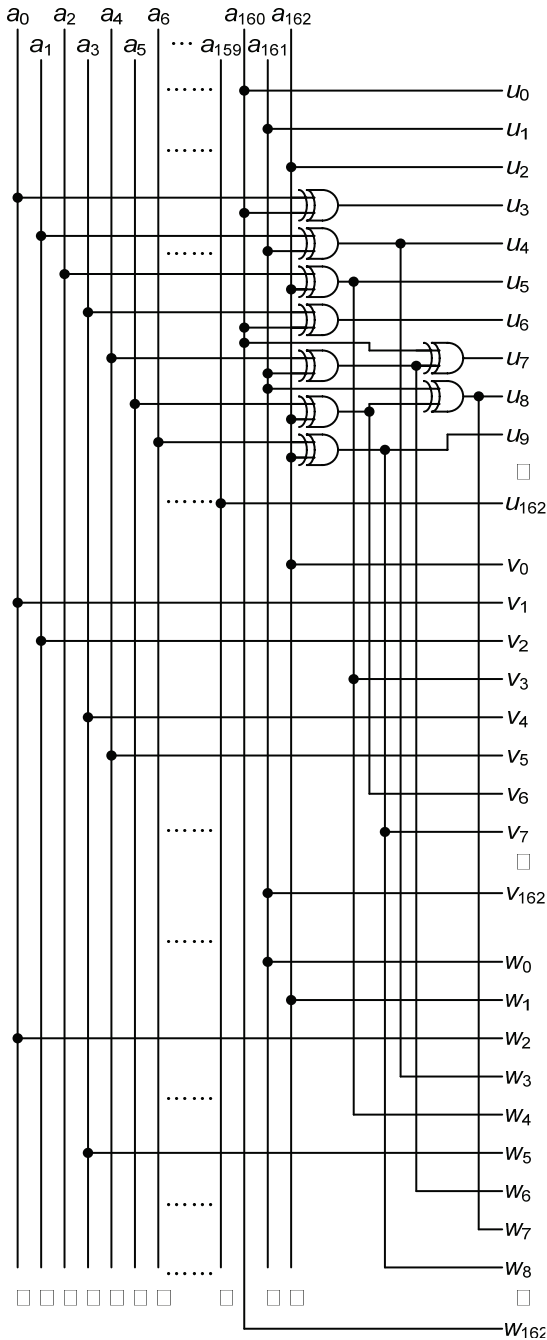 a0 a2 a4 a6 ... a160 a162
a1 a3 a5 a159 a161
...... u0
u1
......
u2
u3
u4
......
u5
u6
u7
u8
u9
□
...... u162
v0
v1
v2
v3
v4
v5
v6
...... v7
□
v162
......
w0
w1
w2
w3
......
w4
w5
w6
......
w7
...... w8
□ □ □ □ □ □ □ □ □ □ □
w162